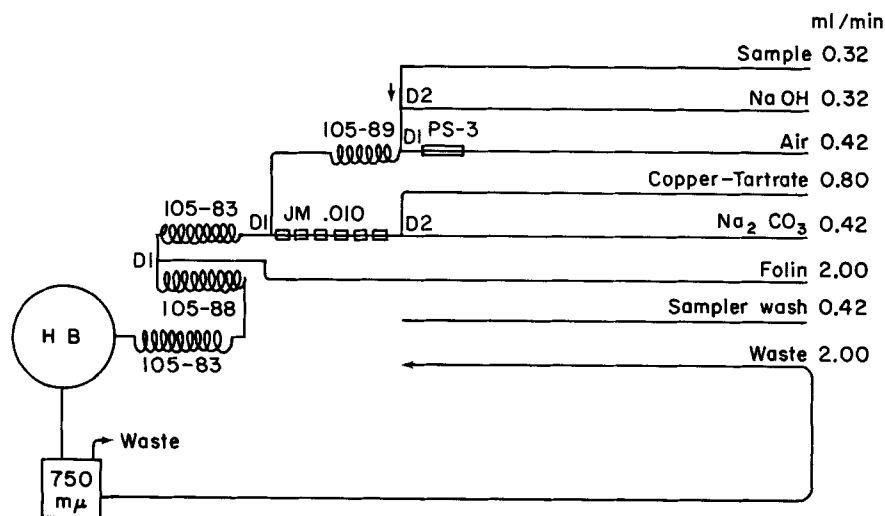 ml/min
Sample 0.32
D2
NaOH 0.32
105-89
D1
PS-3
Air 0.42
Copper-Tartrate 0.80
105-83
D1
JM .010
D2
Na2 CO3 0.42
D1
Folin 2.00
105-88
Sampler wash 0.42
H B
105-83
Waste 2.00
Waste
750
mμ